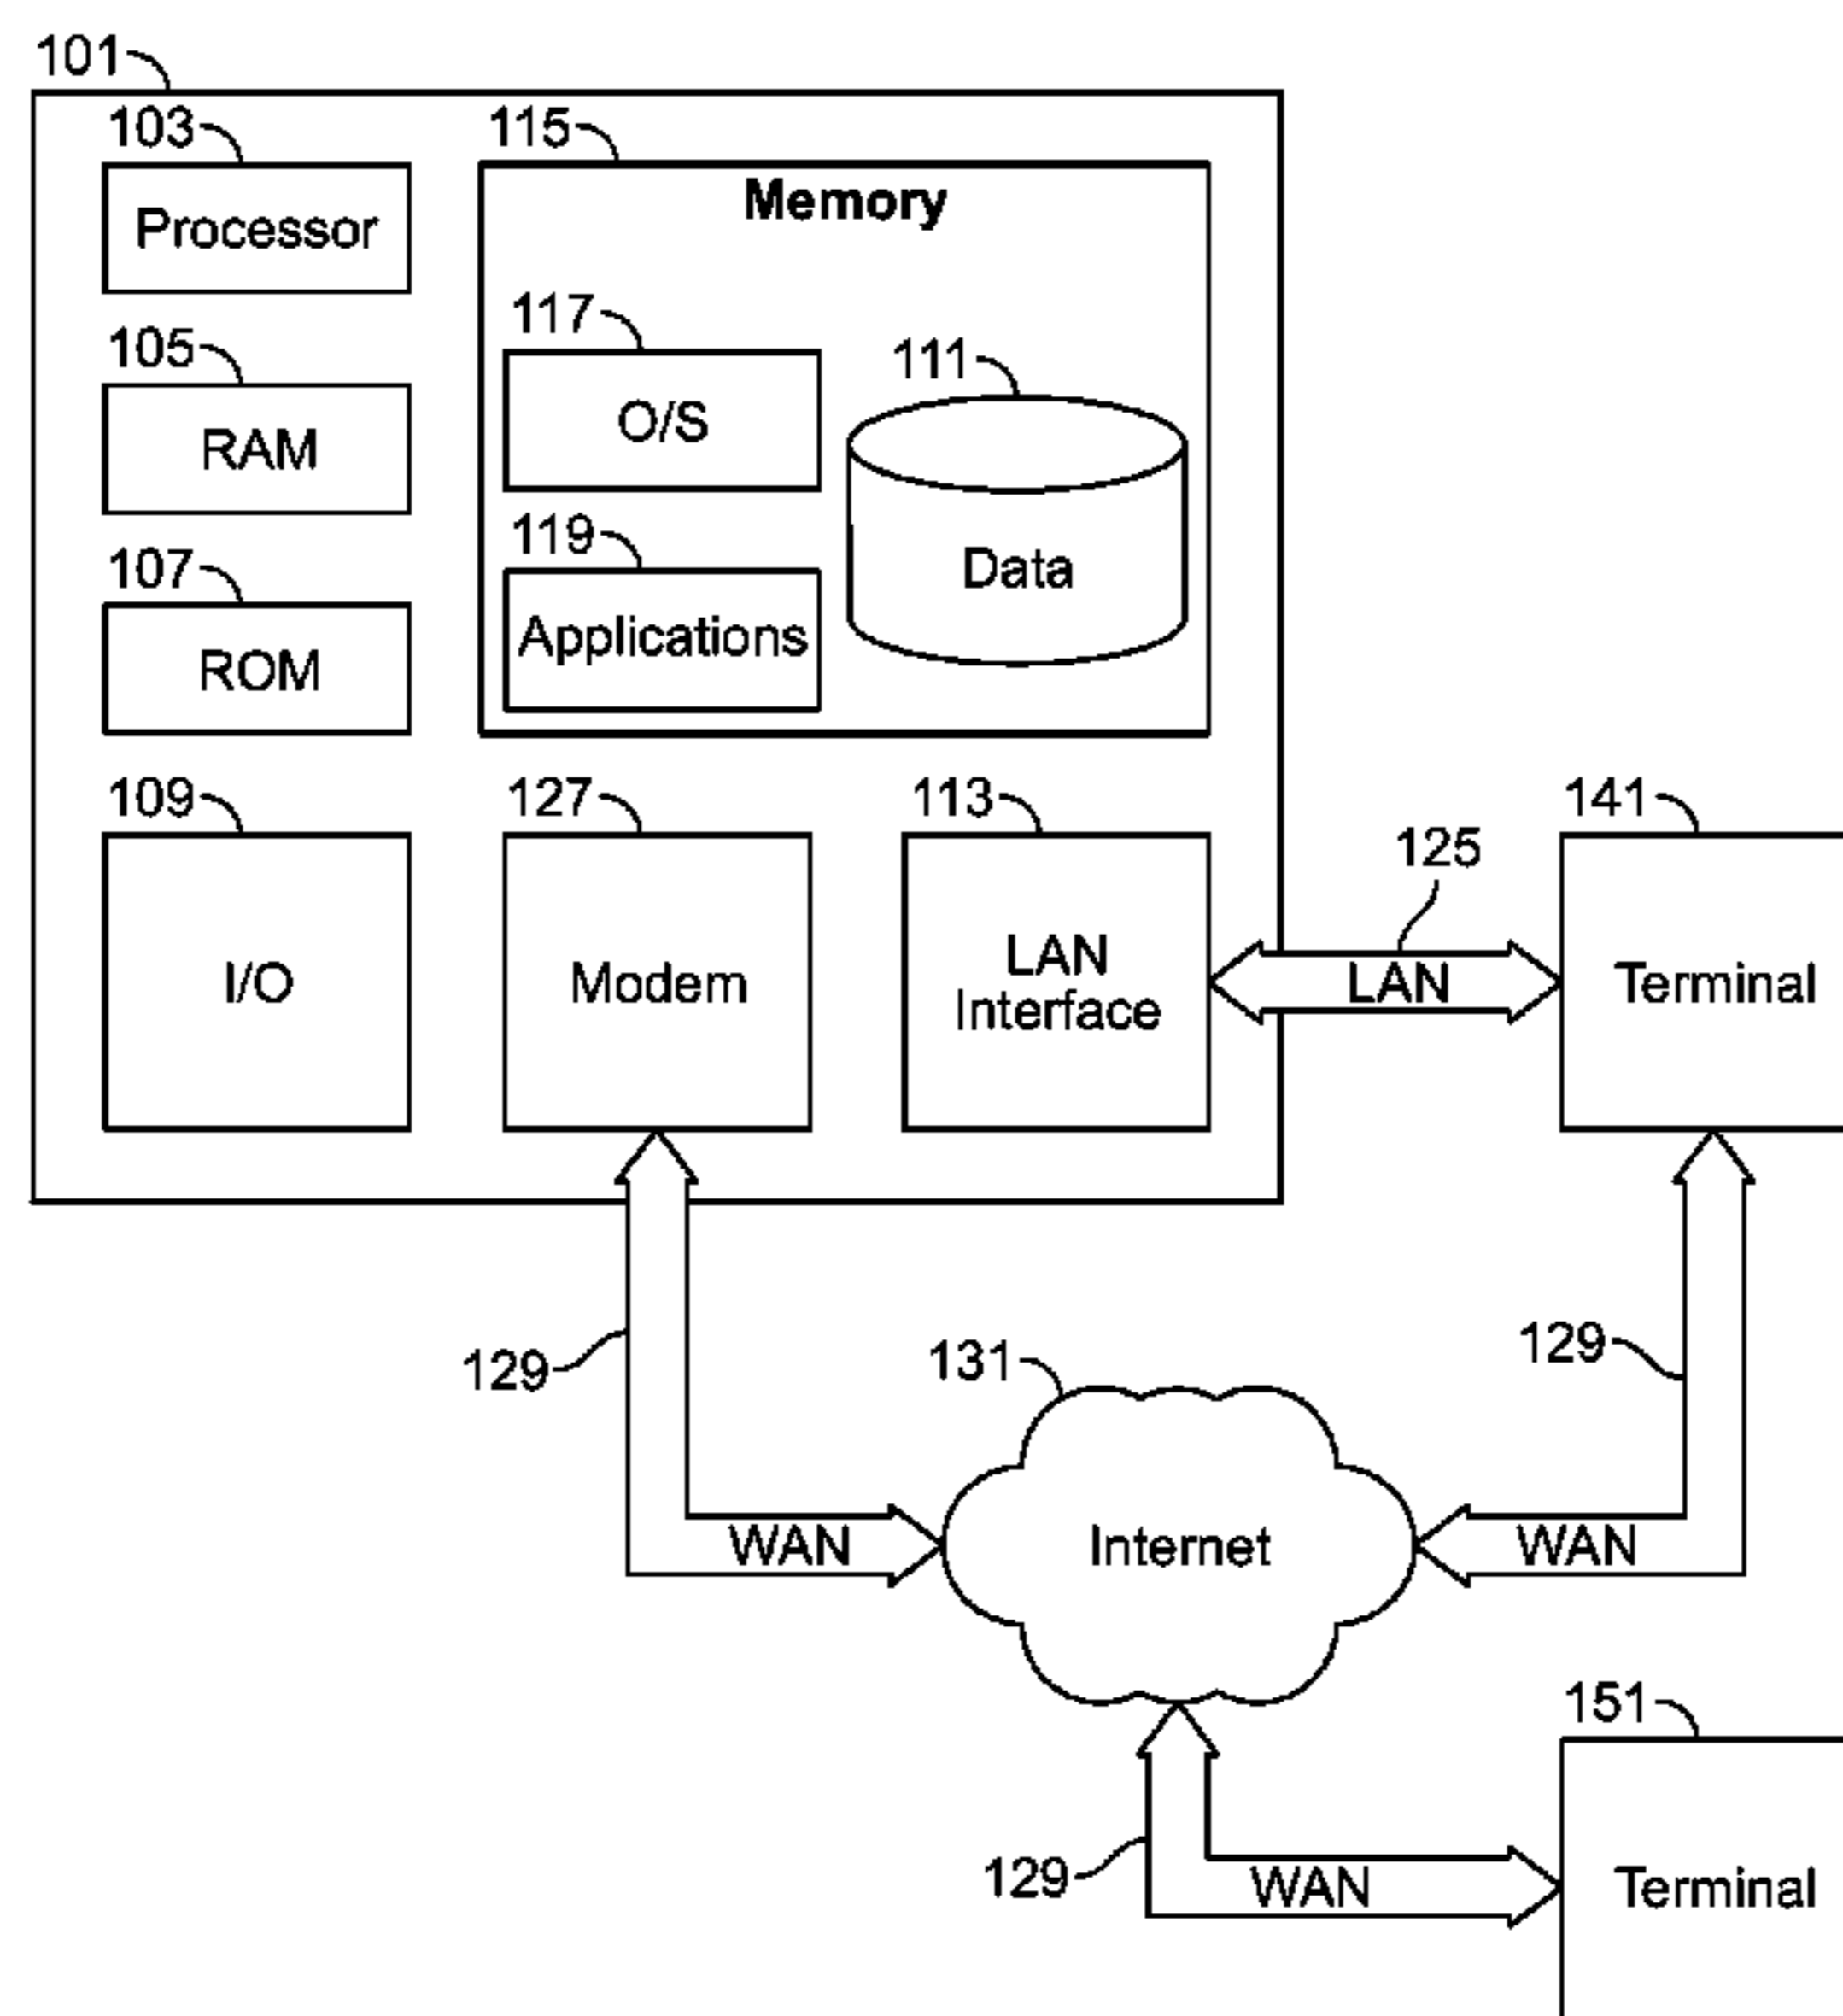 101
103
115
Processor
Memory
105
RAM
117
O/S
111
Data
107
ROM
119
Applications
109
I/O
127
Modem
113
LAN
Interface
125
LAN
141
Terminal
129
WAN
131
Internet
129
WAN
129
WAN
151
Terminal